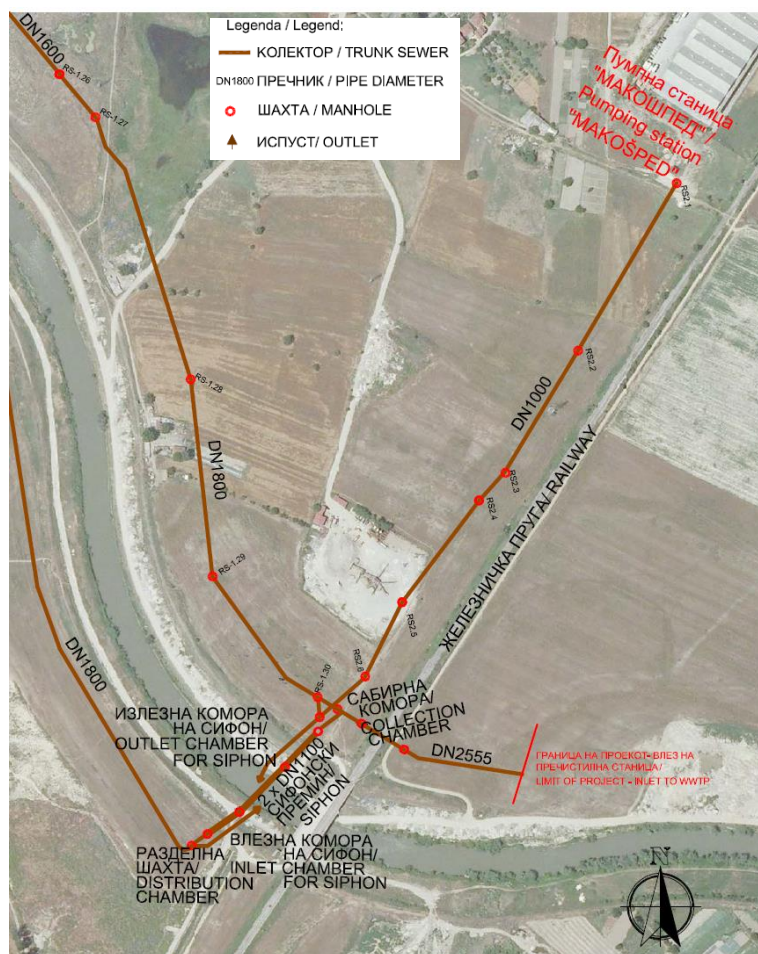 Legenda / Legend;
КОЛЕКТОР / TRUNK SEWER
DN1800 ПРЕЧНИК / PIPE DIAMETER
ШАХТА / MANHOLE
ИСПУСТ/ OUTLET
DN1600
RS-1.26
RS-1.27
Пумпна станица
"МАКОШПЕД" /
Pumping station
"MAKOŠPED"
RS2.1
RS2.2
RS-1.28
DN1000
DN1800
RS2.3
RS2.4
ЖЕЛЕЗНИЧКА ПРУГА/ RAILWAY
RS-1.29
RS2.5
DN1800
RS2.6
RS-1.30
САБИРНА
КОМОРА/
COLLECTION
CHAMBER
ИЗЛЕЗНА КОМОРА
НА СИФОН/
OUTLET CHAMBER
FOR SIPHON
DN2555
ГРАНИЦА НА ПРОЕКТ- ВЛЕЗ НА
ПРЕЧИСТИЛНА СТАНИЦА /
LIMIT OF PROJECT - INLET TO WWTP
2 x DN1100
СИФОНСКИ
ПРЕМИН/
SIPHON
РАЗДЕЛНА
ШАХТА/
DISTRIBUTION
CHAMBER
ВЛЕЗНА КОМОРА
НА СИФОН/
INLET CHAMBER
FOR SIPHON
N